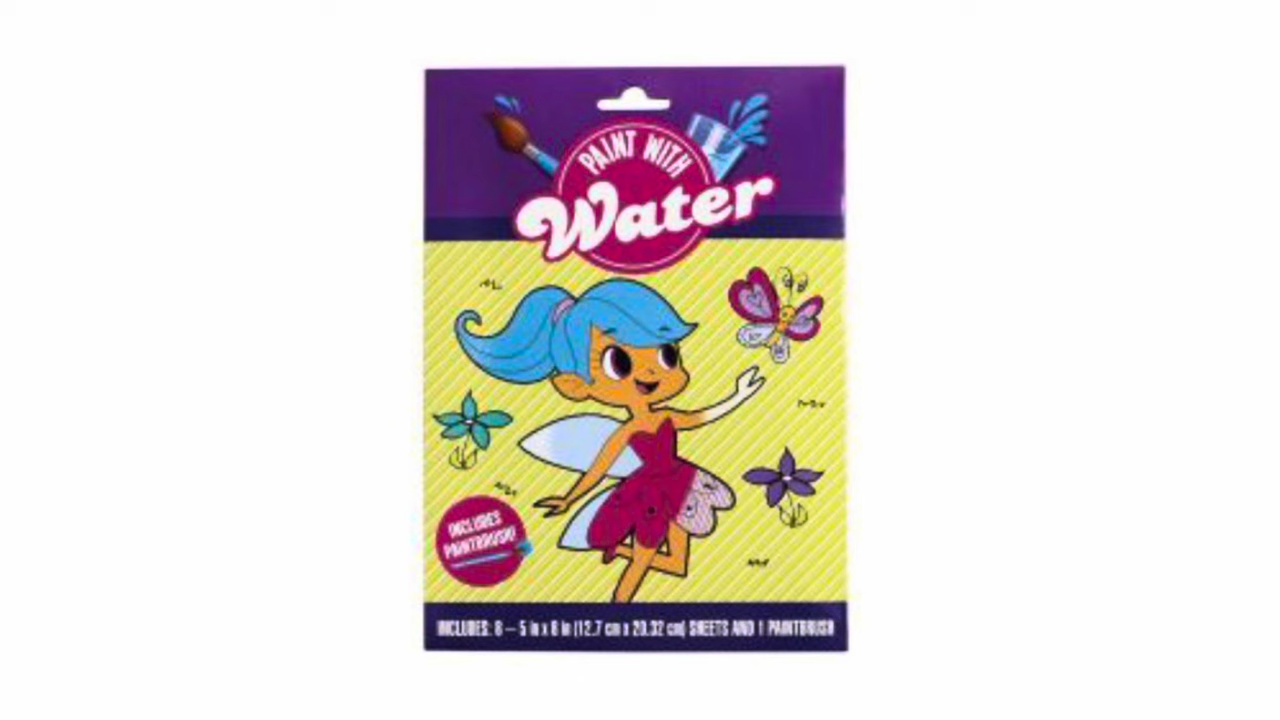 PAINT WITH
Water
INCLUDES
PAINTBRUSH!
INCLUDES: 8 – 5 in x 8 in (12.7 cm x 20.32 cm) SHEETS AND 1 PAINTBRUSH